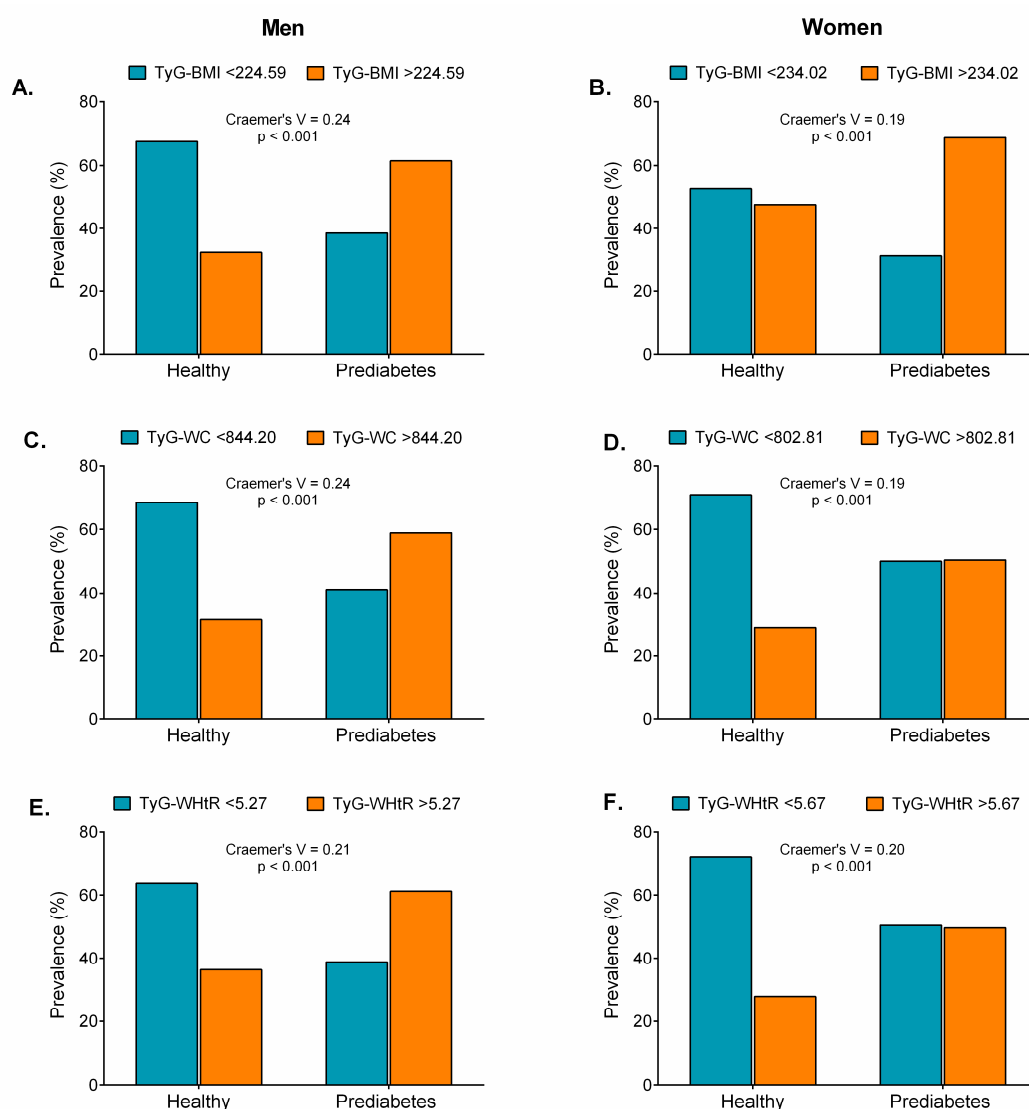 Men
Women
TyG-BMI <224.59 TyG-BMI >224.59
A.
80
60
40
20
0
Prevalence (%)
Craemer's V = 0.24
p < 0.001
Healthy Prediabetes
TyG-BMI <234.02 TyG-BMI >234.02
B.
80
60
40
20
0
Prevalence (%)
Craemer's V = 0.19
p < 0.001
Healthy Prediabetes
TyG-WC <844.20 TyG-WC >844.20
C.
80
60
40
20
0
Prevalence (%)
Craemer's V = 0.24
p < 0.001
Healthy Prediabetes
TyG-WC <802.81 TyG-WC >802.81
D.
80
60
40
20
0
Prevalence (%)
Craemer's V = 0.19
p < 0.001
Healthy Prediabetes
TyG-WHtR <5.27 TyG-WHtR >5.27
E.
80
60
40
20
0
Prevalence (%)
Craemer's V = 0.21
p < 0.001
Healthy Prediabetes
TyG-WHtR <5.67 TyG-WHtR >5.67
F.
80
60
40
20
0
Prevalence (%)
Craemer's V = 0.20
p < 0.001
Healthy Prediabetes